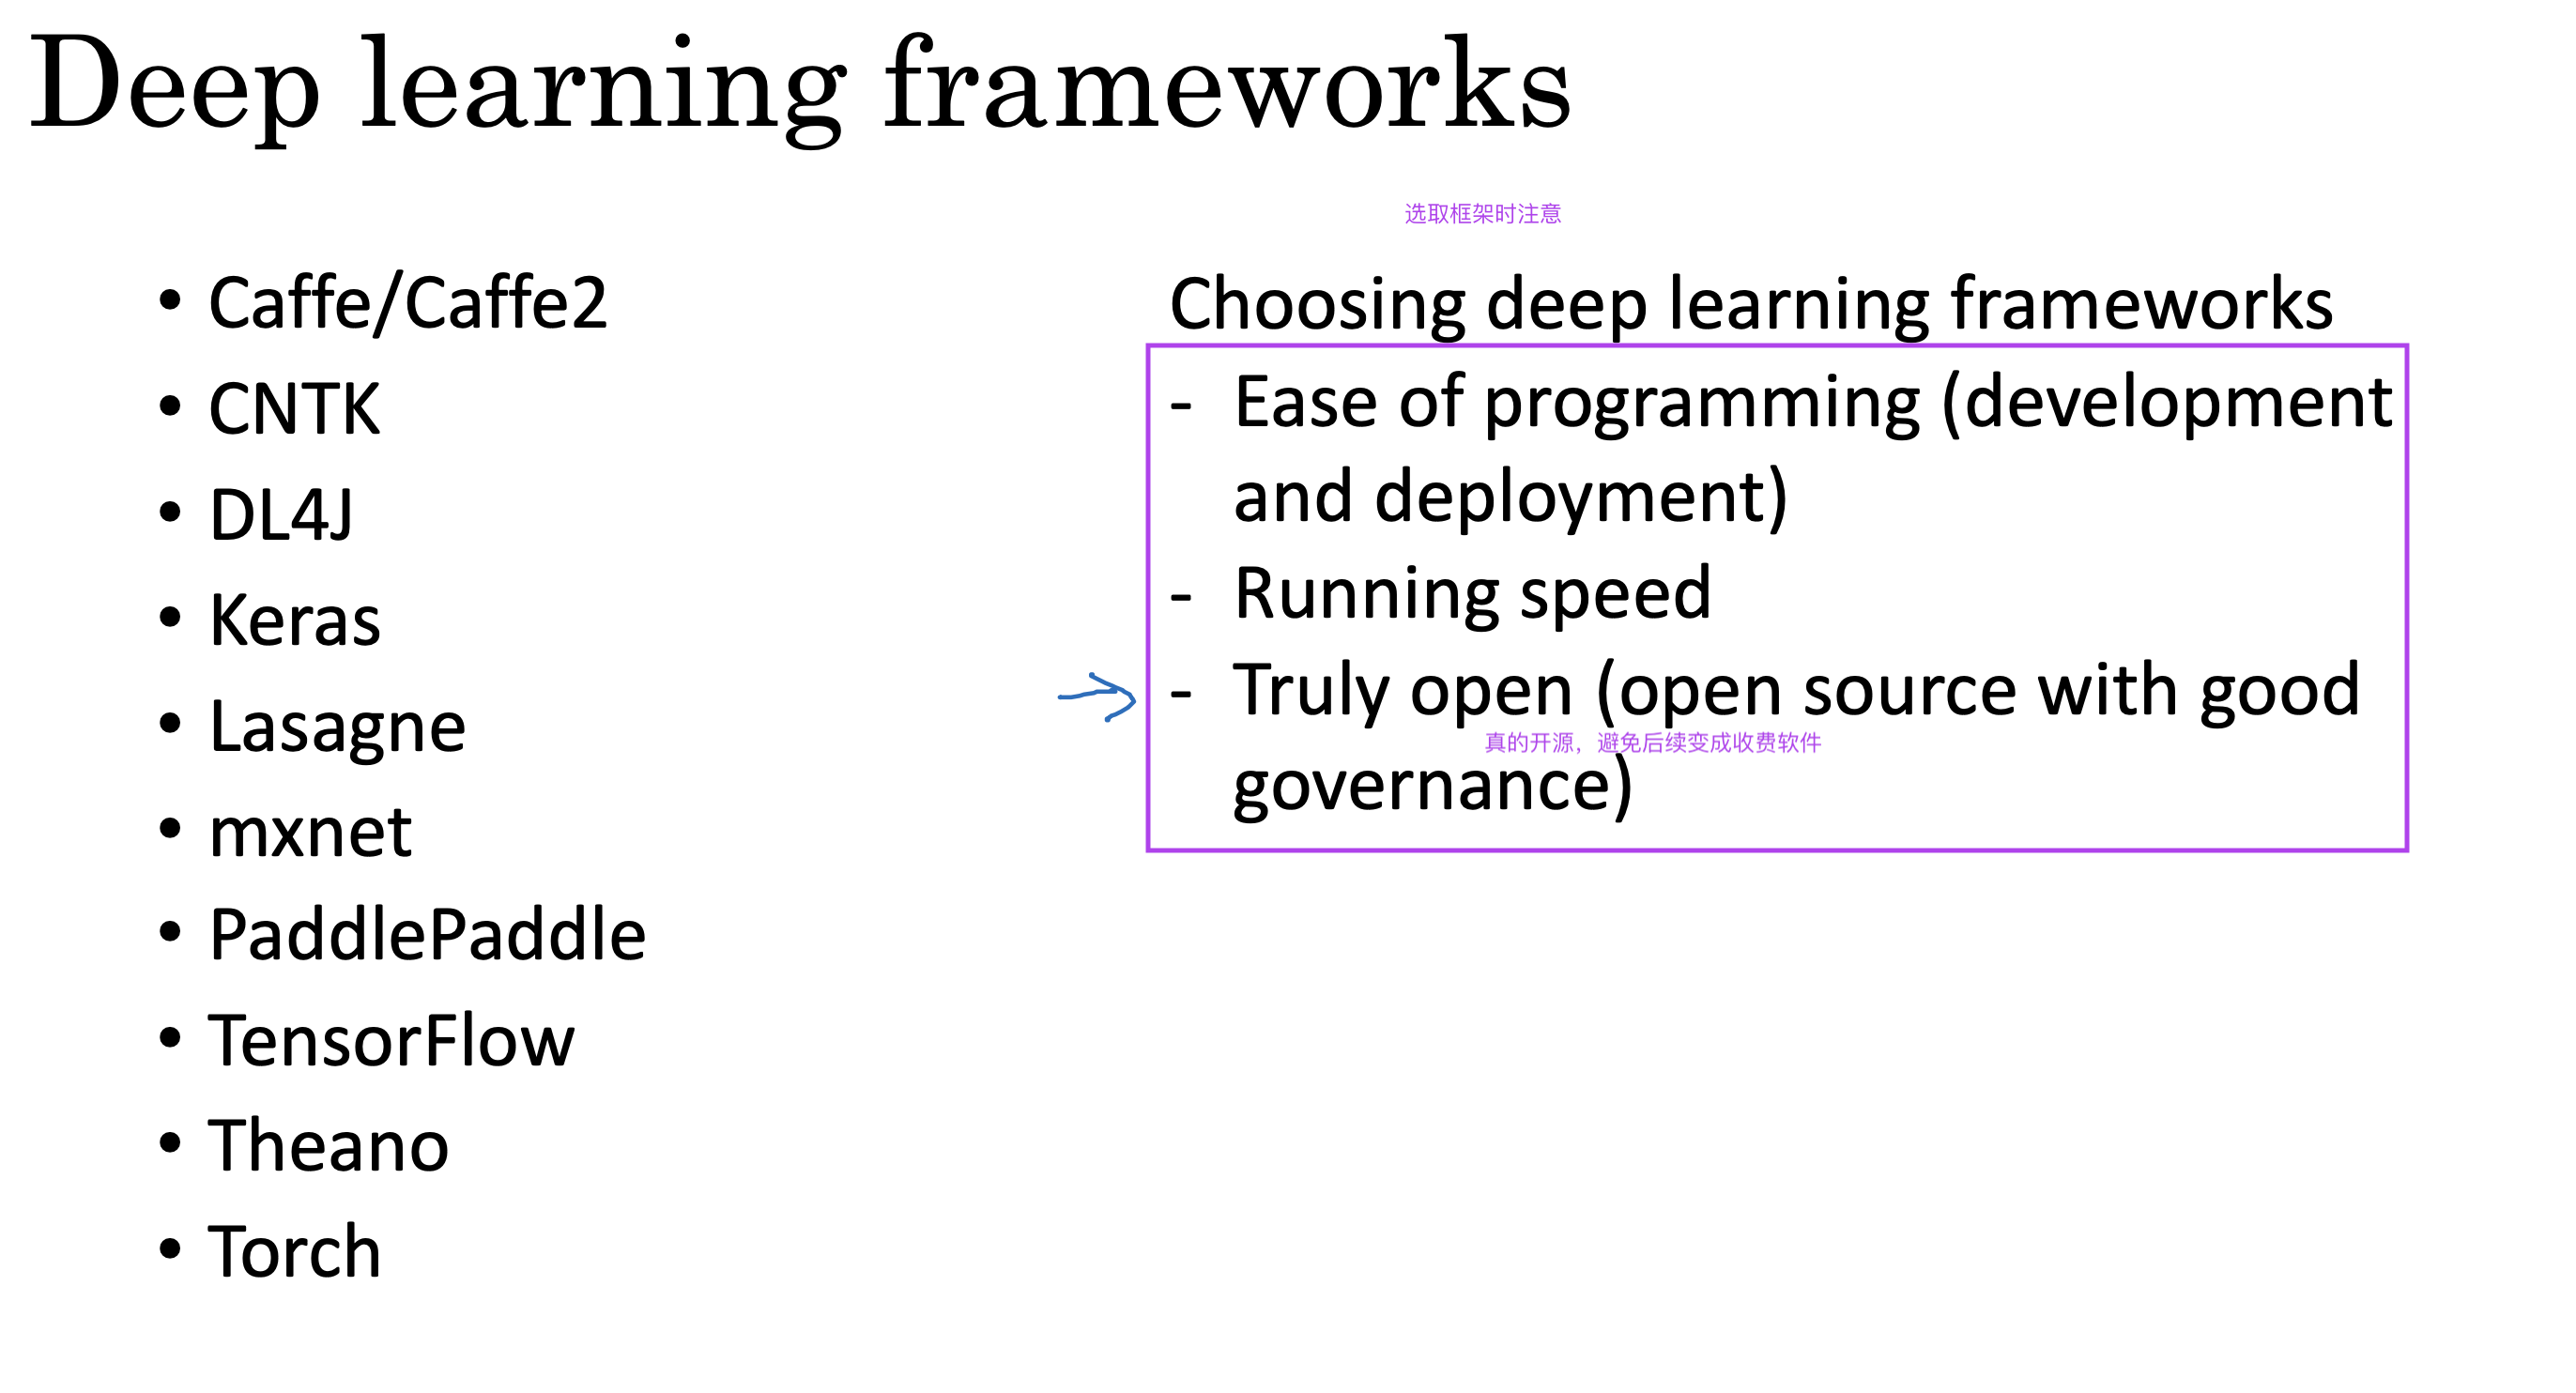 Deep learning frameworks
• Caffe/Caffe2
• CNTK
• DL4J
• Keras
• Lasagne
• mxnet
• PaddlePaddle
• TensorFlow
• Theano
• Torch
选取框架时注意
Choosing deep learning frameworks
- Ease of programming (development
and deployment)
- Running speed
- Truly open (open source with good
真的开源，避免后续变成收费软件
governance)